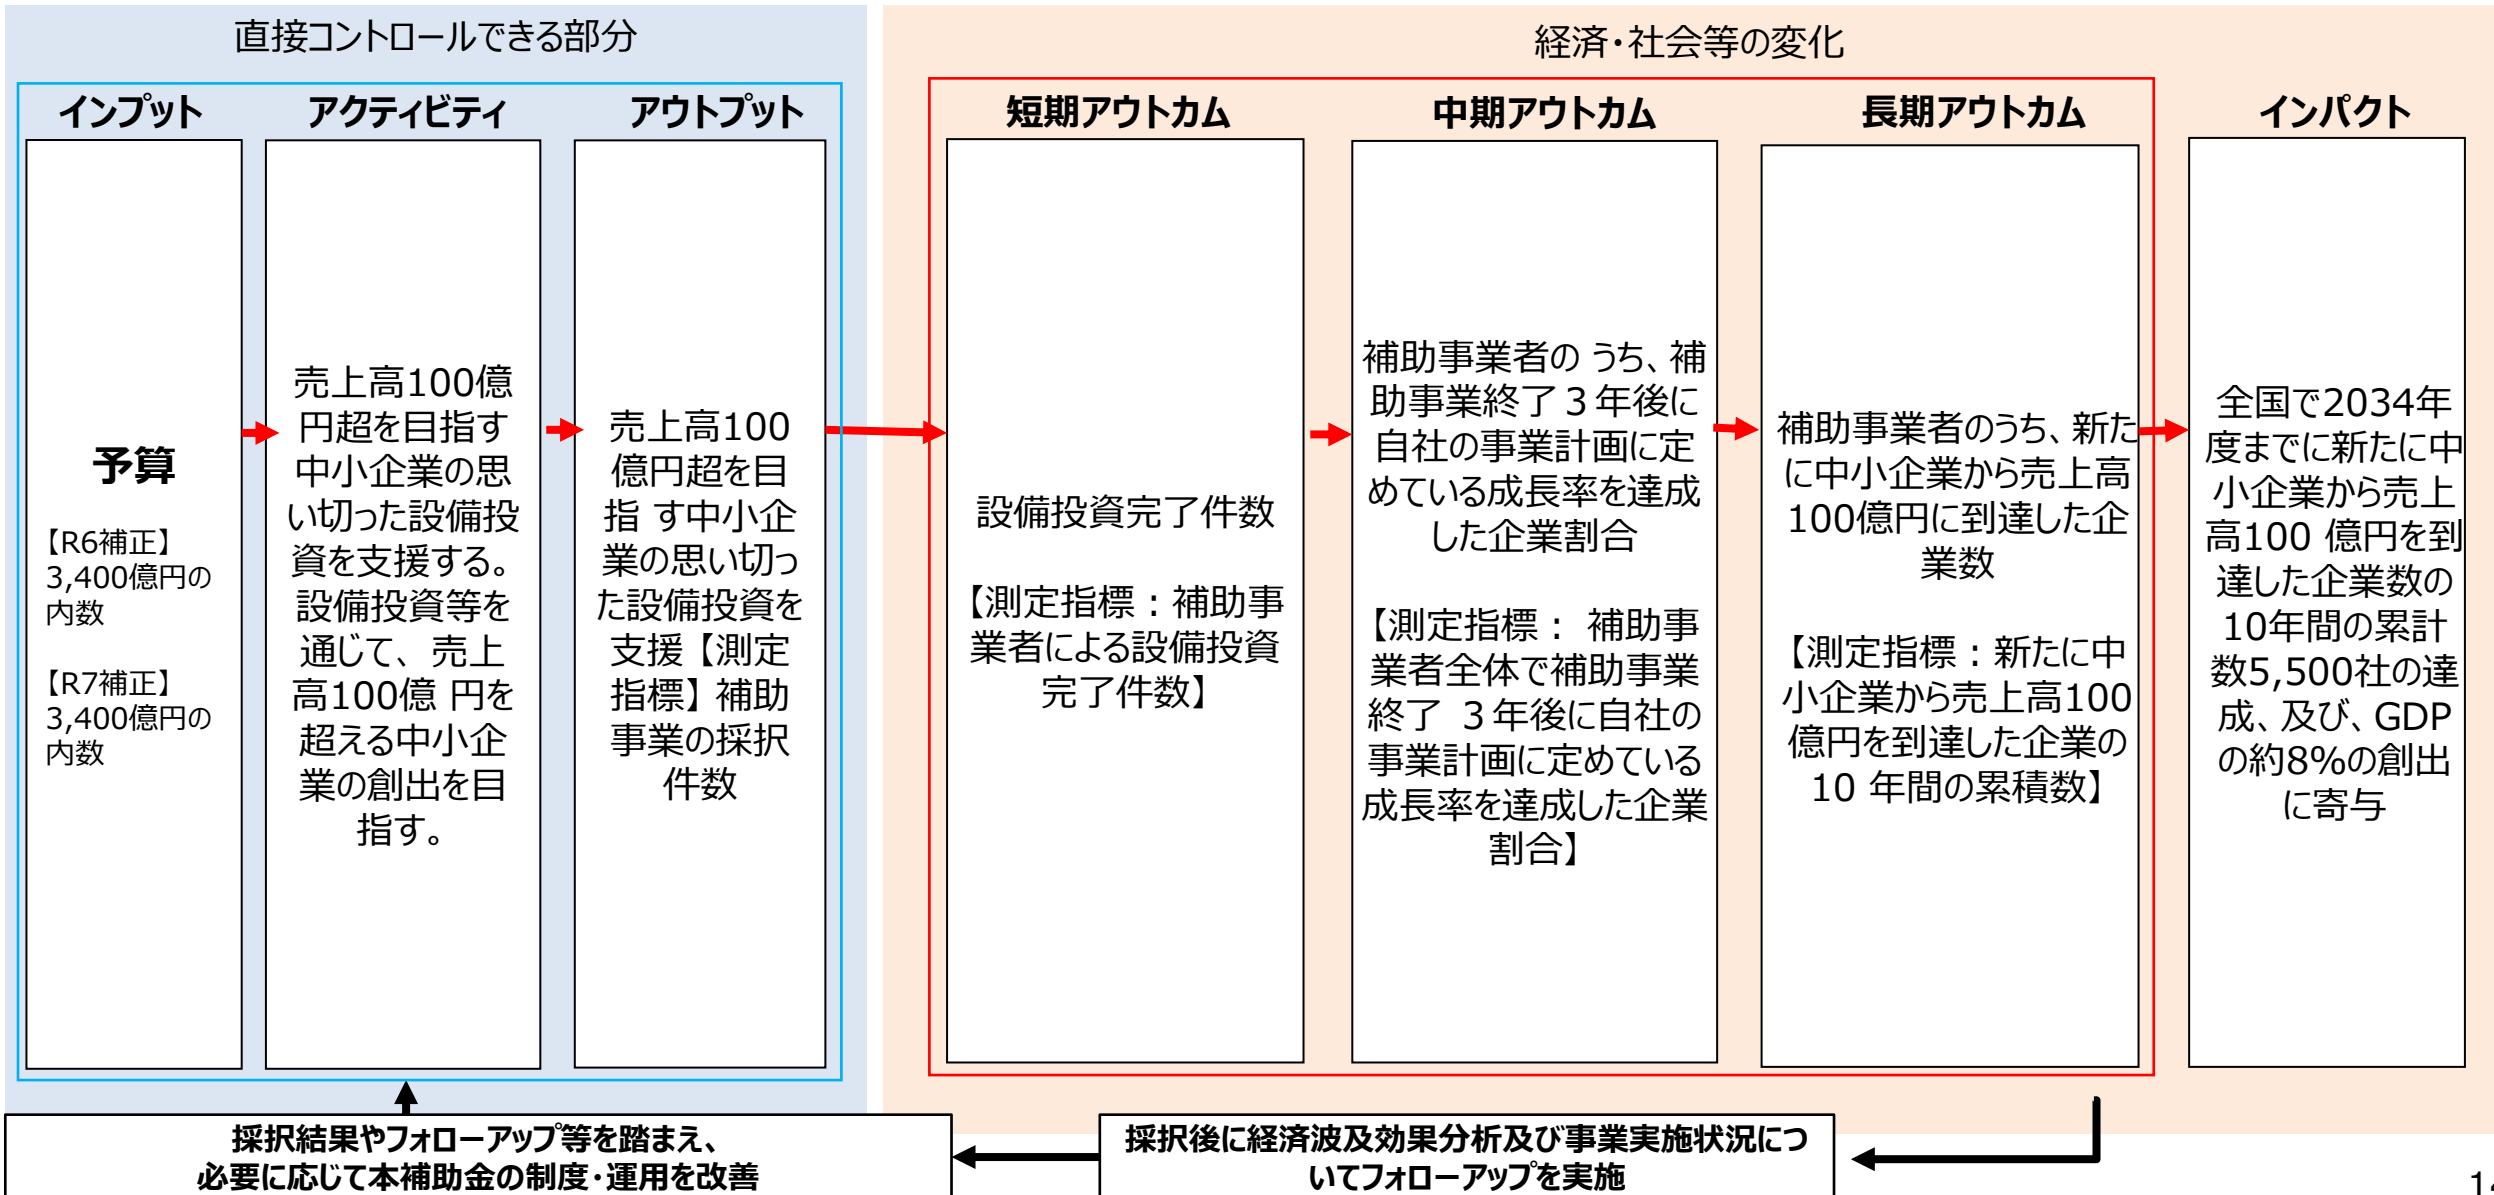 直接コントロールできる部分
経済・社会等の変化
インプット
予算
【R6補正】
3,400億円の
内数
【R7補正】
3,400億円の
内数
アクティビティ
売上高100億
円超を目指す
中小企業の思
い切った設備投
資を支援する。
設備投資等を
通じて、売上
高100億 円を
超える中小企
業の創出を目
指す。
アウトプット
売上高100
億円超を目
指 す中小企
業の思い切っ
た設備投資を
支援【測定
指標】補助
事業の採択
件数
短期アウトカム
設備投資完了件数
【測定指標：補助事
業者による設備投資
完了件数】
中期アウトカム
補助事業者の うち、補
助事業終了３年後に
自社の事業計画に定
めている成長率を達成
した企業割合
【測定指標： 補助事
業者全体で補助事業
終了 ３年後に自社の
事業計画に定めている
成長率を達成した企業
割合】
長期アウトカム
補助事業者のうち、新た
に中小企業から売上高
100億円に到達した企
業数
【測定指標：新たに中
小企業から売上高100
億円を到達した企業の
10 年間の累積数】
インパクト
全国で2034年
度までに新たに中
小企業から売上
高100 億円を到
達した企業数の
10年間の累計
数5,500社の達
成、及び、GDP
の約8%の創出
に寄与
採択結果やフォローアップ等を踏まえ、
必要に応じて本補助金の制度・運用を改善
採択後に経済波及効果分析及び事業実施状況につ
いてフォローアップを実施